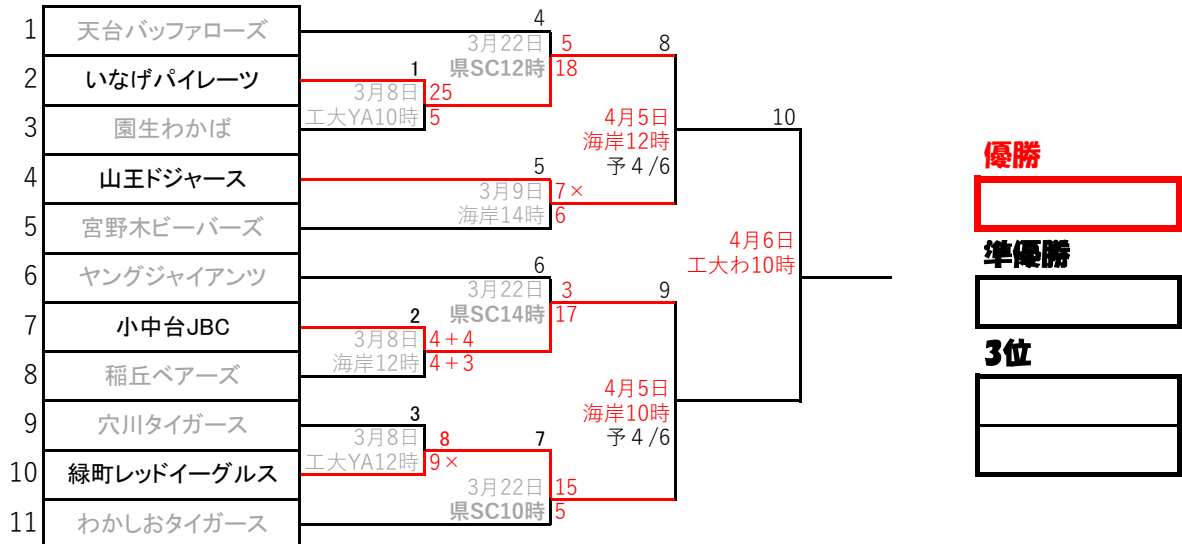 1 天台バッファローズ
2 いなげパイレーツ
3 園生わかば
4 山王ドジャース
5 宮野木ビーバーズ
6 ヤングジャイアンツ
7 小中台JBC
8 稲丘ベアーズ
9 穴川タイガース
10 緑町レッドイーグルス
11 わかしおタイガース
1
3月8日 25
工大YA10時 5
2
3月8日 4+4
海岸12時 4+3
3
3月8日 8
工大YA12時 9×
4
3月22日 5
県SC12時 18
5
3月9日 7×
海岸14時 6
6
3月22日 3
県SC14時 17
7
3月22日 15
県SC10時 5
8
4月5日
海岸12時
予4/6
9
4月5日
海岸10時
予4/6
10
4月6日
工大わ10時
優勝
準優勝
3位